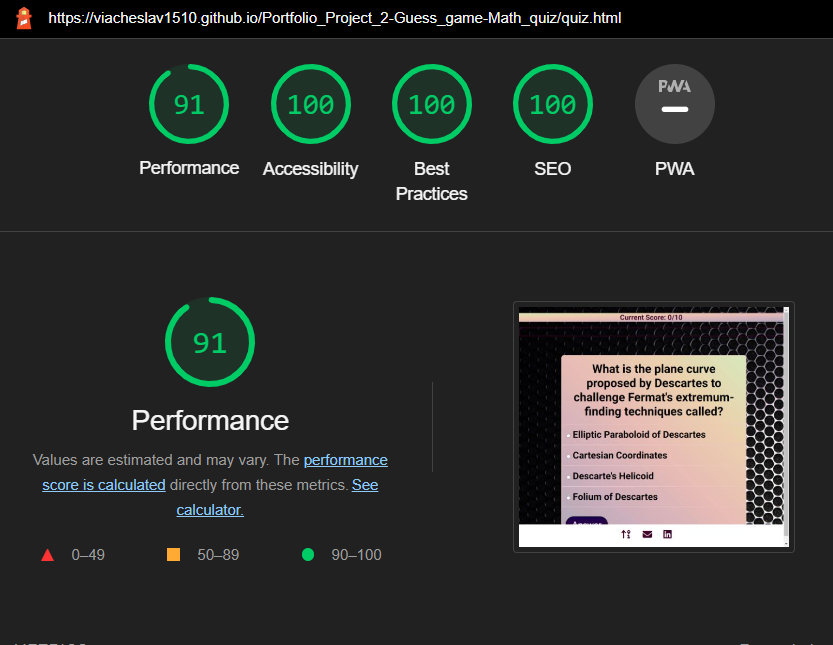 https://viacheslav1510.github.io/Portfolio_Project_2-Guess_game-Math_quiz/quiz.html
91
100
100
100
PWA
Performance
Accessibility
Best
Practices
SEO
PWA
91
Performance
Values are estimated and may vary. The performance
score is calculated directly from these metrics. See
calculator.
0–49
50–89
90–100
Current Score: 0/10
What is the plane curve
proposed by Descartes to
challenge Fermat's extremum-
finding techniques called?
Elliptic Paraboloid of Descartes
Cartesian Coordinates
Descarte's Helicoid
Folium of Descartes
Answer